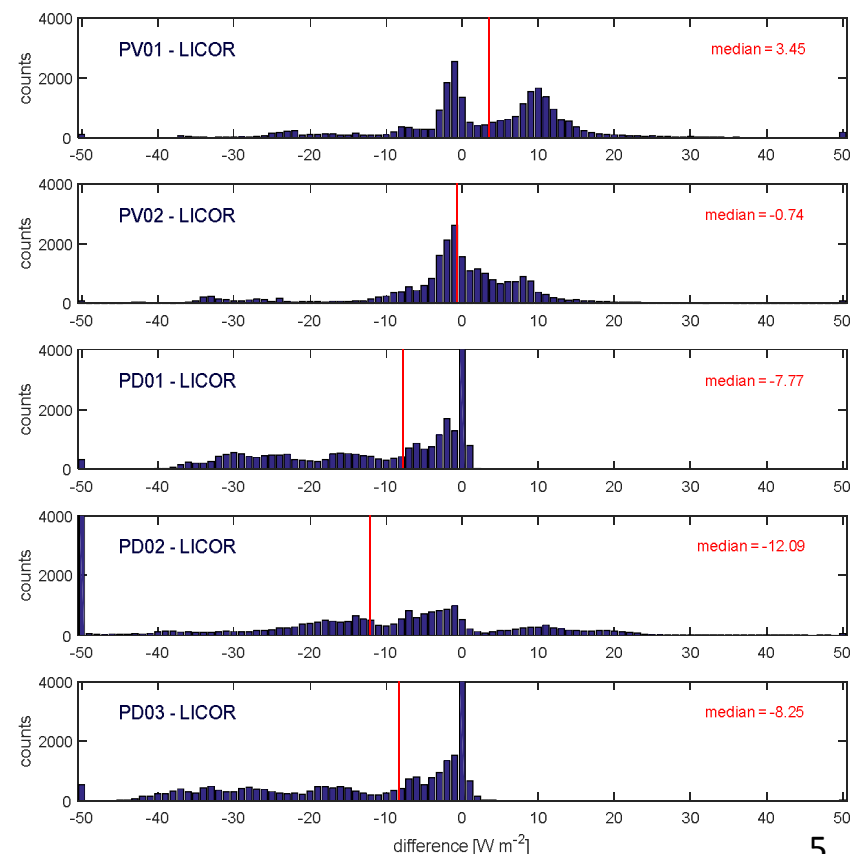 4000
PV01 - LICOR
median = 3.45
counts
2000
0
-50 -40 -30 -20 -10 0 10 20 30 40 50
4000
PV02 - LICOR
median = -0.74
counts
2000
0
-50 -40 -30 -20 -10 0 10 20 30 40 50
4000
PD01 - LICOR
median = -7.77
counts
2000
0
-50 -40 -30 -20 -10 0 10 20 30 40 50
4000
PD02 - LICOR
median = -12.09
counts
2000
0
-50 -40 -30 -20 -10 0 10 20 30 40 50
4000
PD03 - LICOR
median = -8.25
counts
2000
0
-50 -40 -30 -20 -10 0 10 20 30 40 50
difference [W m-2]
5